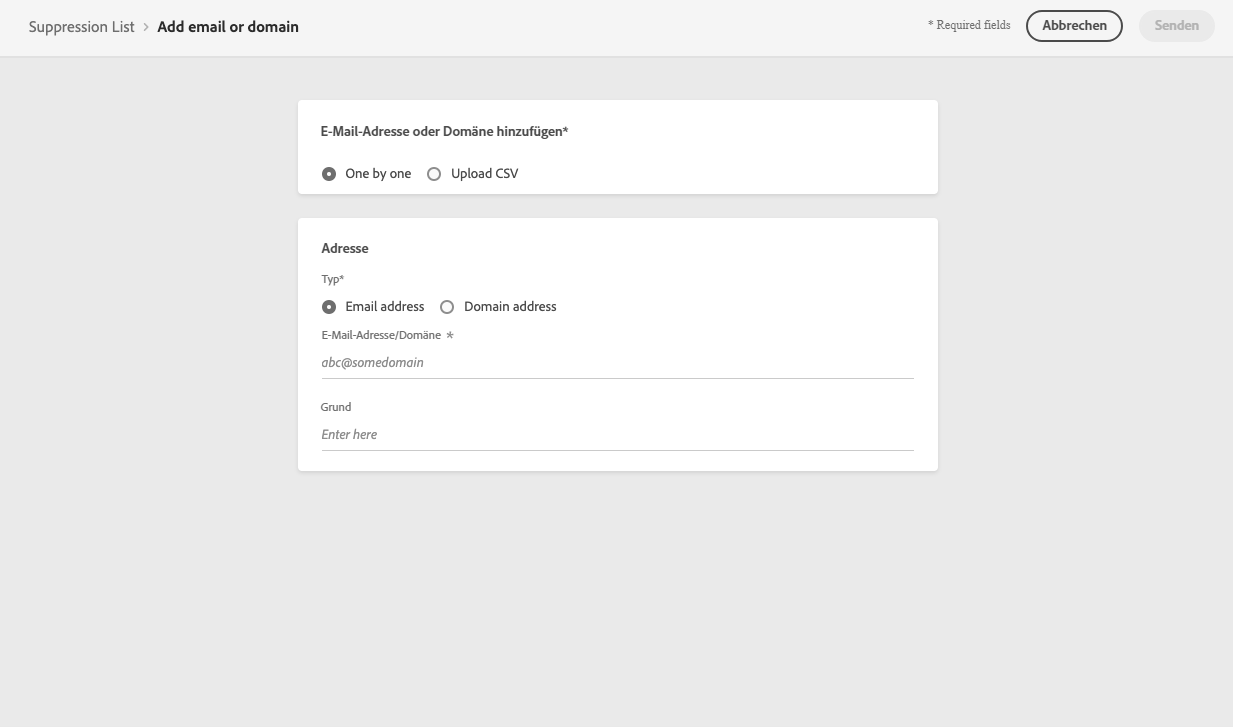 Suppression List > Add email or domain
* Required fields
Abbrechen
Senden
E-Mail-Adresse oder Domäne hinzufügen*
One by one
Upload CSV
Adresse
Typ*
Email address
Domain address
E-Mail-Adresse/Domäne *
abc@somedomain
Grund
Enter here